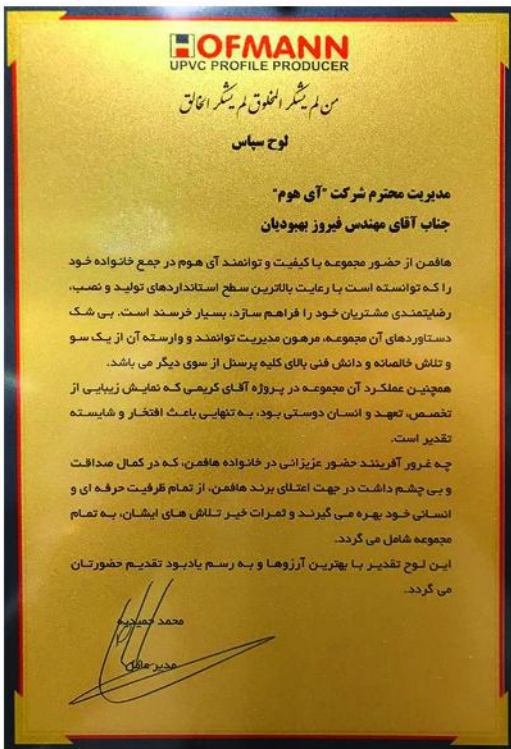 HOFMANN
UPVC PROFILE PRODUCER
من لم یشکر المخلوق لم یشکر الخالق
لوح سپاس
مدیریت محترم شرکت "آی هوم"
جناب آقای مهندس فیروز بهبودیان
هافمن از حضور مجموعه با کیفیت و توانمند آی هوم در جمع خانواده خود
را که توانسته است با رعایت بالاترین سطح استانداردهای تولید و نصب،
رضایتمندی مشتریان خود را فراهم سازد، بسیار خرسند است. بی شک
دستاوردهای آن مجموعه، مرهون مدیریت توانمند و وارسته آن از یک سو
و تلاش خالصانه و دانش فنی بالای کلیه پرسنل از سوی دیگر می باشد.
همچنین عملکرد آن مجموعه در پروژه آقای کریمی که نمایش زیبایی از
تخصص، تعهد و انسان دوستی بود، به تنهایی باعث افتخار و شایسته
تقدیر است.
چه غرور آفرینند حضور عزیزانی در خانواده هافمن، که در کمال صداقت
و بی چشم داشت در جهت اعتلای برند هافمن، از تمام ظرفیت حرفه ای و
انسانی خود بهره می گیرند و ثمرات خیر تلاش های ایشان، به تمام
مجموعه شامل می گردد.
این لوح تقدیر با بهترین آرزوها و به رسم یادبود تقدیم حضورتان
می گردد.
محمد حمیدیه
مدیر عامل